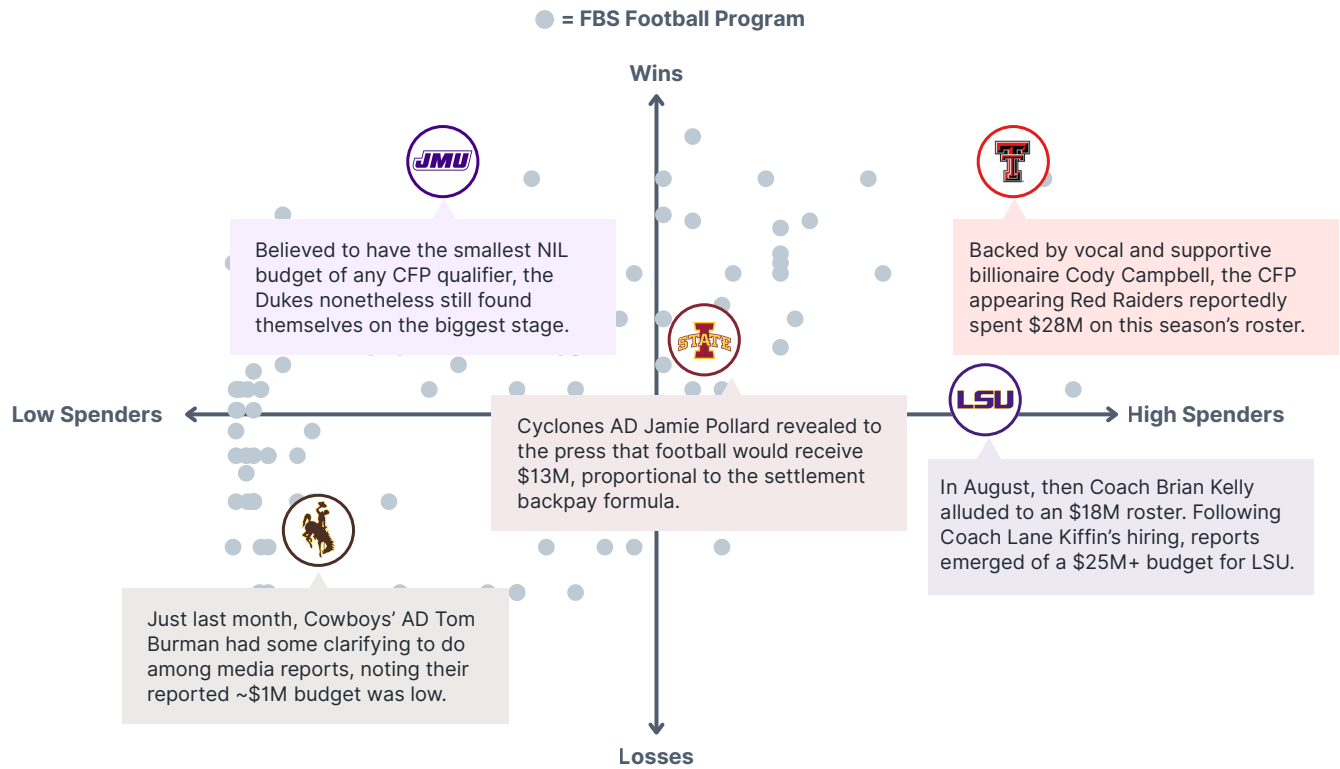 = FBS Football Program
Wins
JMU
T
Believed to have the smallest NIL
budget of any CFP qualifier, the
Dukes nonetheless still found
themselves on the biggest stage.
Backed by vocal and supportive
billionaire Cody Campbell, the CFP
appearing Red Raiders reportedly
spent $28M on this season’s roster.
I
STATE
LSU
Low Spenders
High Spenders
Cyclones AD Jamie Pollard revealed to
the press that football would receive
$13M, proportional to the settlement
backpay formula.
In August, then Coach Brian Kelly
alluded to an $18M roster. Following
Coach Lane Kiffin’s hiring, reports
emerged of a $25M+ budget for LSU.
Just last month, Cowboys’ AD Tom
Burman had some clarifying to do
among media reports, noting their
reported ~$1M budget was low.
Losses